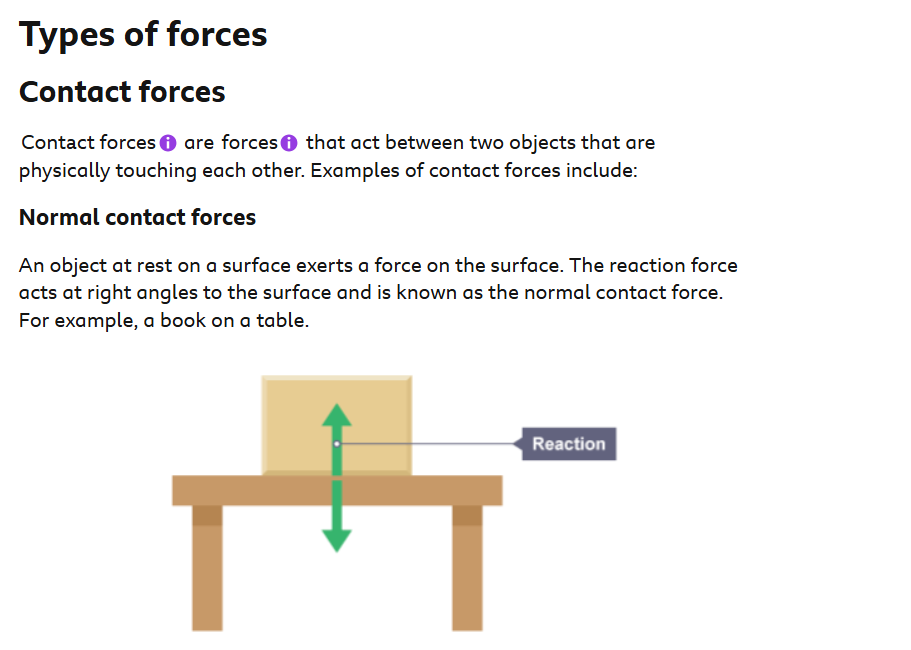 Types of forces
Contact forces
Contact forces are forces that act between two objects that are
physically touching each other. Examples of contact forces include:
Normal contact forces
An object at rest on a surface exerts a force on the surface. The reaction force
acts at right angles to the surface and is known as the normal contact force.
For example, a book on a table.
Reaction